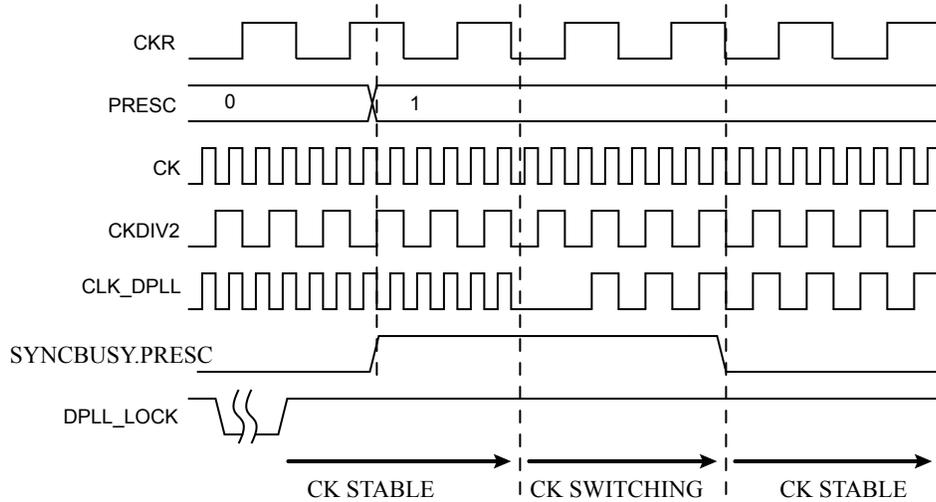 CKR
PRESC
0
1
CK
CKDIV2
CLK_DPLL
SYNCBUSY.PRESC
DPLL_LOCK
CK STABLE
CK SWITCHING
CK STABLE